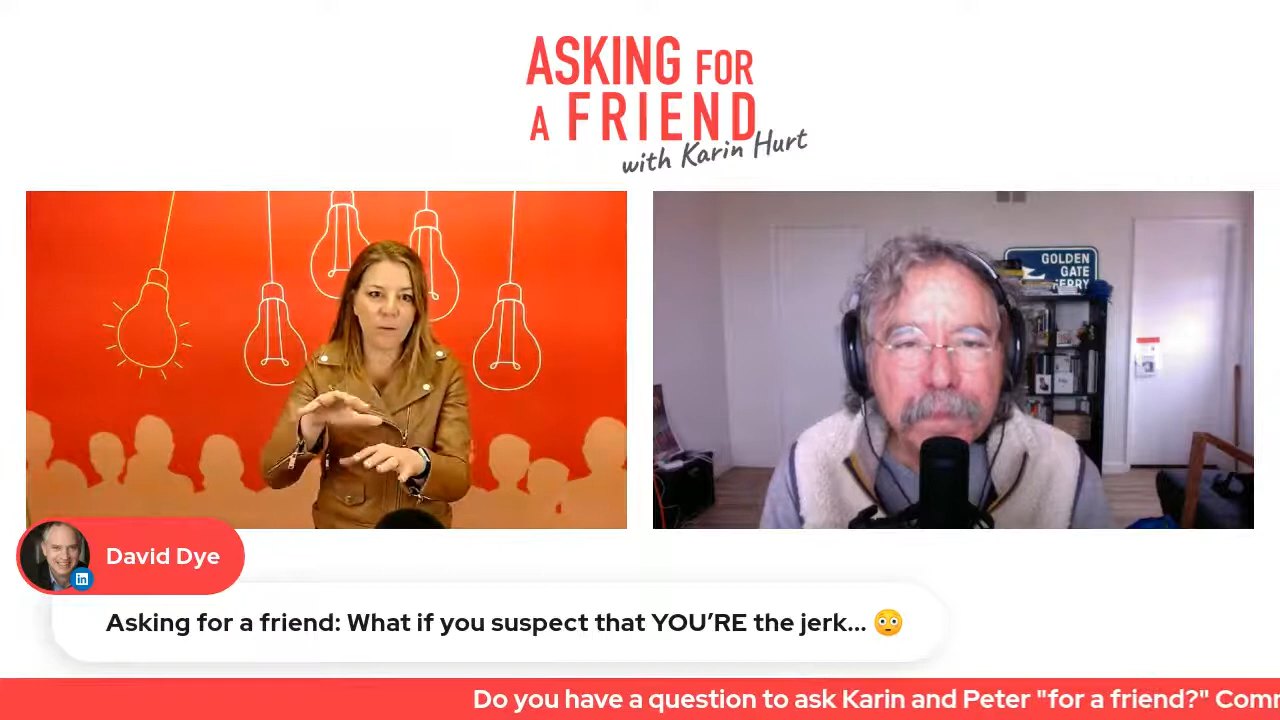 ASKING FOR
A FRIEND
with Karin Hurt
GOLDEN
GATE
David Dye
in
Asking for a friend: What if you suspect that YOU’RE the jerk... 😳
Do you have a question to ask Karin and Peter "for a friend?" Comm